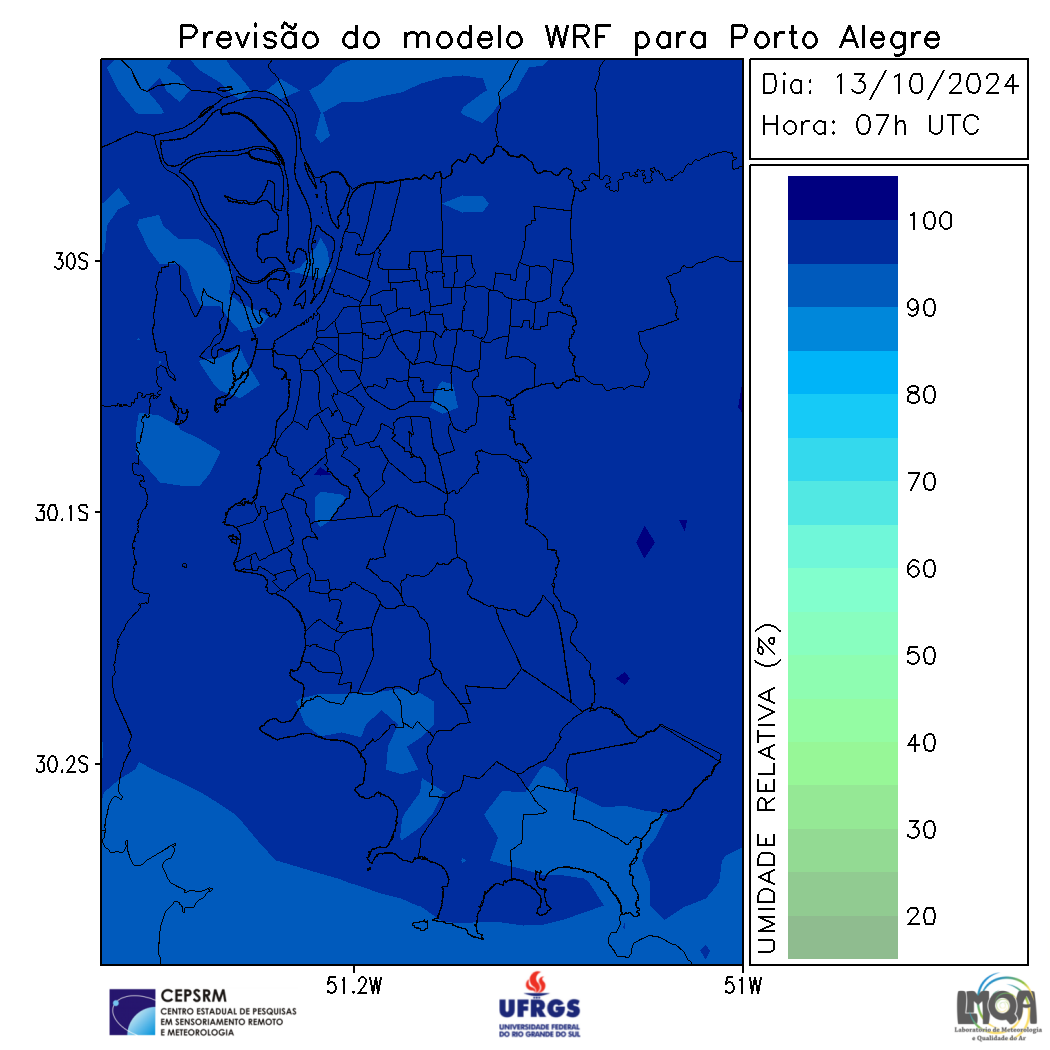 Previsão do modelo WRF para Porto Alegre
Dia: 13/10/2024
Hora: 07h UTC
100
90
80
70
60
50
40
30
20
UMIDADE RELATIVA (%)
30S
30.1S
30.2S
51.2W
51W
CEPSRM
CENTRO ESTADUAL DE PESQUISAS
EM SENSORIAMENTO REMOTO
E METEOROLOGIA
UFRGS
UNIVERSIDADE FEDERAL
DO RIO GRANDE DO SUL
LMQA
Laboratório de Meteorologia
e Qualidade do Ar